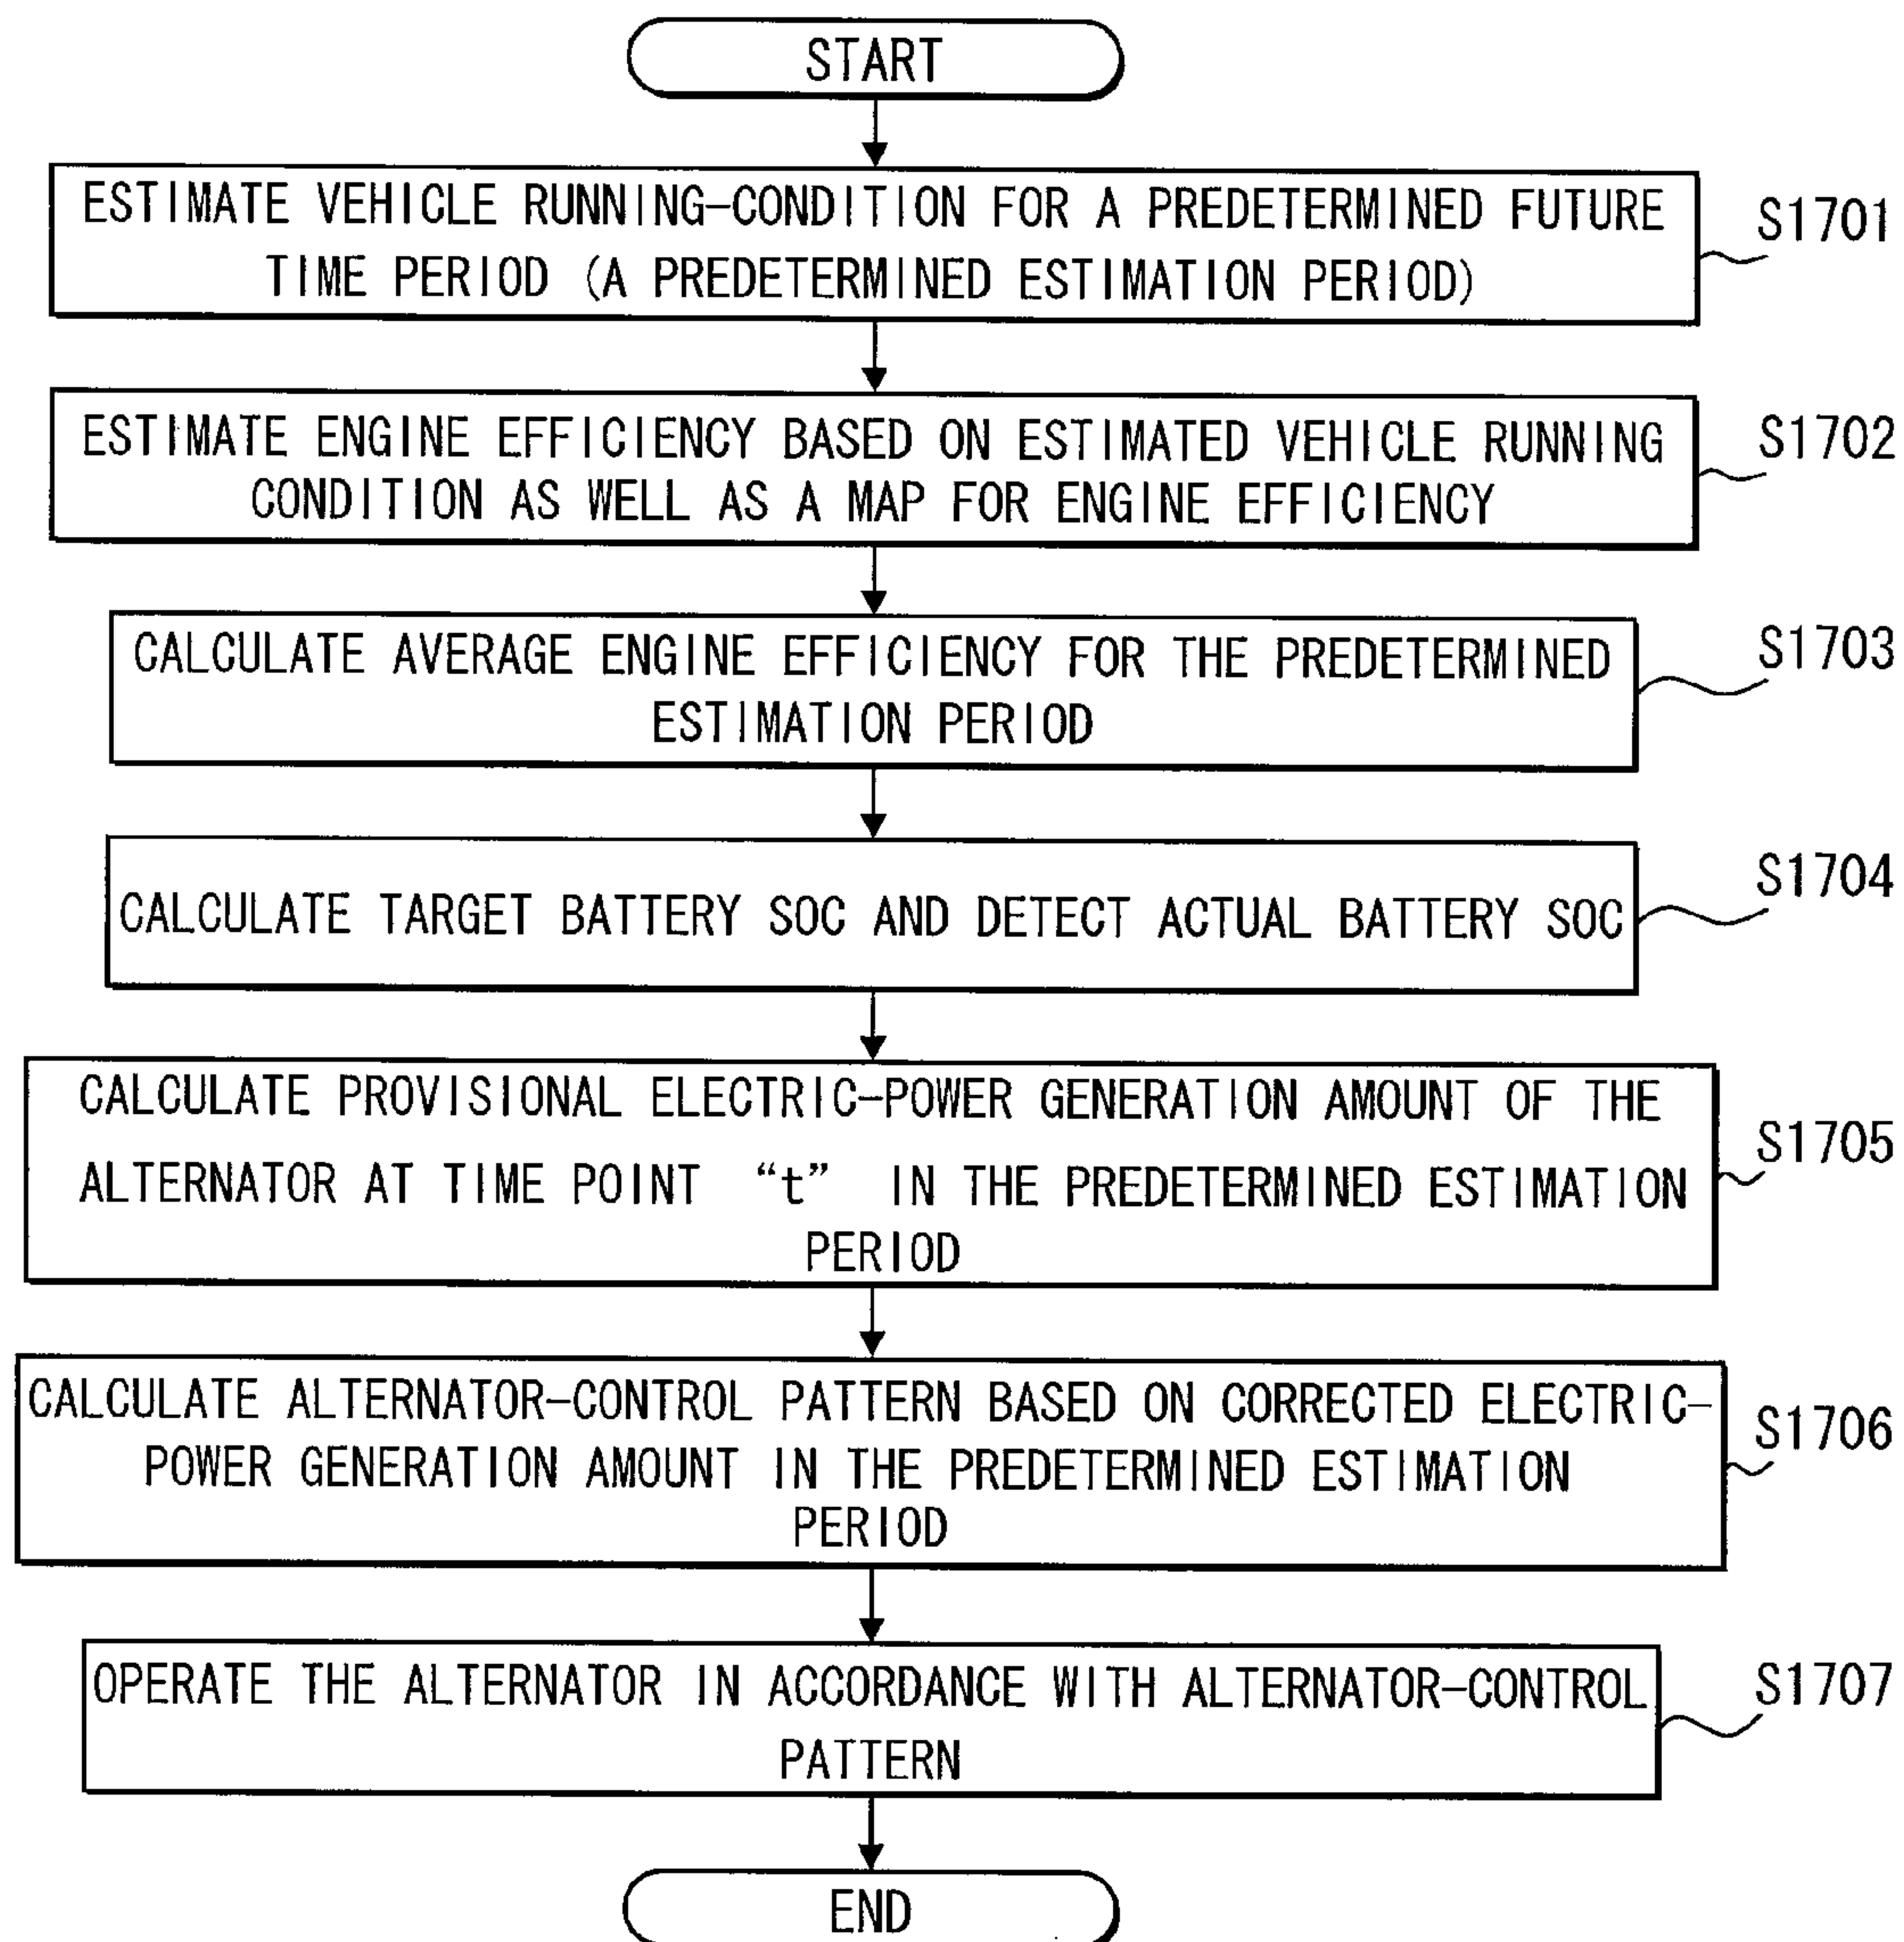 START
ESTIMATE VEHICLE RUNNING-CONDITION FOR A PREDETERMINED FUTURE
TIME PERIOD (A PREDETERMINED ESTIMATION PERIOD)
S1701
ESTIMATE ENGINE EFFICIENCY BASED ON ESTIMATED VEHICLE RUNNING
CONDITION AS WELL AS A MAP FOR ENGINE EFFICIENCY
S1702
CALCULATE AVERAGE ENGINE EFFICIENCY FOR THE PREDETERMINED
ESTIMATION PERIOD
S1703
CALCULATE TARGET BATTERY SOC AND DETECT ACTUAL BATTERY SOC
S1704
CALCULATE PROVISIONAL ELECTRIC-POWER GENERATION AMOUNT OF THE
ALTERNATOR AT TIME POINT “t” IN THE PREDETERMINED ESTIMATION
PERIOD
S1705
CALCULATE ALTERNATOR-CONTROL PATTERN BASED ON CORRECTED ELECTRIC-
POWER GENERATION AMOUNT IN THE PREDETERMINED ESTIMATION
PERIOD
S1706
OPERATE THE ALTERNATOR IN ACCORDANCE WITH ALTERNATOR-CONTROL
PATTERN
S1707
END